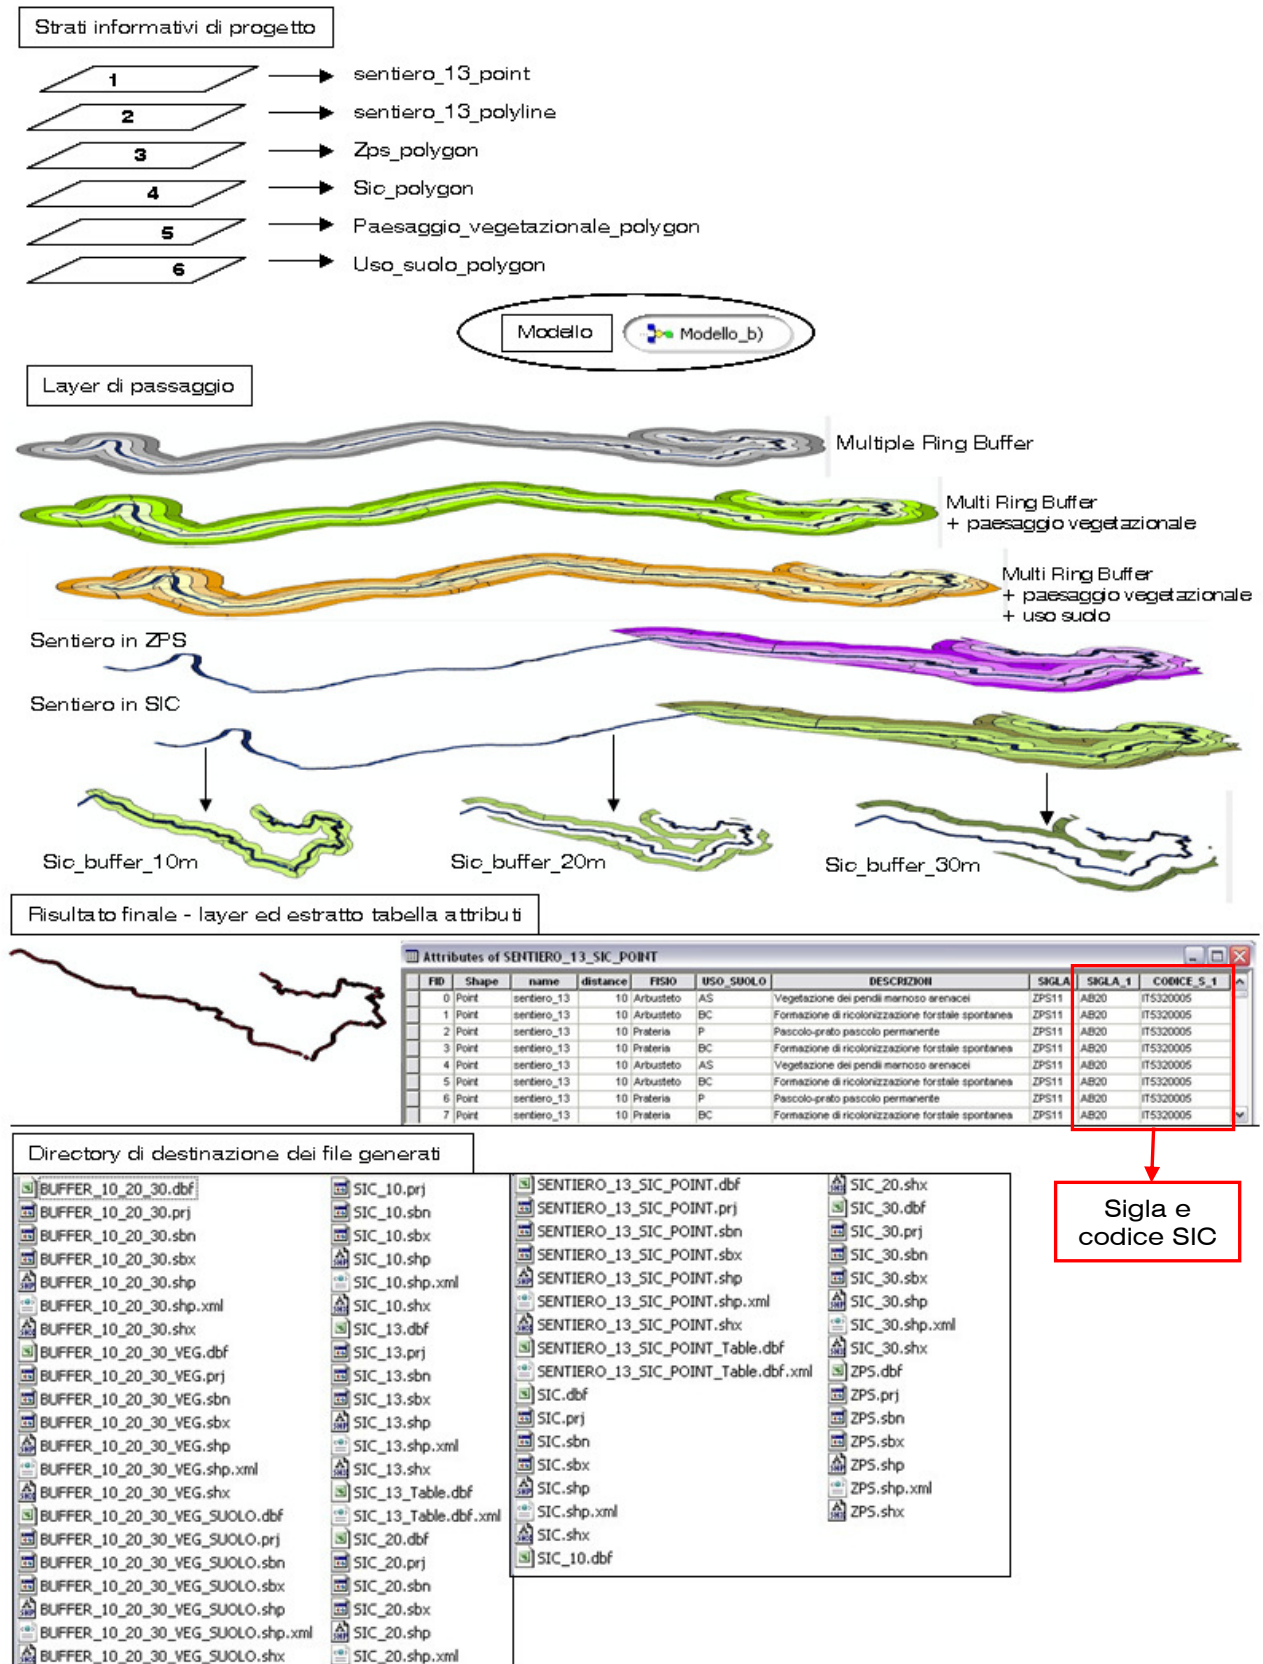 Strati informativi di progetto
1 sentiero_13_point
2 sentiero_13_polyline
3 Zps_polygon
4 Sic_polygon
5 Paesaggio_vegetazionale_polygon
6 Uso_suolo_polygon
Modello Modello_b)
Layer di passaggio
Multiple Ring Buffer
Multi Ring Buffer
+ paesaggio vegetazionale
Multi Ring Buffer
+ paesaggio vegetazionale
+ uso suolo
Sentiero in ZPS
Sentiero in SIC
Sic_buffer_10m
Sic_buffer_20m
Sic_buffer_30m
Risultato finale - layer ed estratto tabella attributi
Attributes of SENTIERO_13_SIC_POINT
FID Shape name distance FISIO USO_SUOLO DESCRIZION SIGLA SIGLA_1 CODICE_S_1
0 Point sentiero_13 10 Arbusteto AS Vegetazione dei pendii marnoso arenacei ZPS11 AB20 IT5320005
1 Point sentiero_13 10 Arbusteto BC Formazione di ricolonizzazione forstale spontanea ZPS11 AB20 IT5320005
2 Point sentiero_13 10 Prateria P Pascolo-prato pascolo permanente ZPS11 AB20 IT5320005
3 Point sentiero_13 10 Prateria BC Formazione di ricolonizzazione forstale spontanea ZPS11 AB20 IT5320005
4 Point sentiero_13 10 Arbusteto AS Vegetazione dei pendii marnoso arenacei ZPS11 AB20 IT5320005
5 Point sentiero_13 10 Arbusteto BC Formazione di ricolonizzazione forstale spontanea ZPS11 AB20 IT5320005
6 Point sentiero_13 10 Prateria P Pascolo-prato pascolo permanente ZPS11 AB20 IT5320005
7 Point sentiero_13 10 Prateria BC Formazione di ricolonizzazione forstale spontanea ZPS11 AB20 IT5320005
Sigla e
codice SIC
Directory di destinazione dei file generati
BUFFER_10_20_30.dbf
BUFFER_10_20_30.prj
BUFFER_10_20_30.sbn
BUFFER_10_20_30.sbx
BUFFER_10_20_30.shp
BUFFER_10_20_30.shp.xml
BUFFER_10_20_30.shx
BUFFER_10_20_30_VEG.dbf
BUFFER_10_20_30_VEG.prj
BUFFER_10_20_30_VEG.sbn
BUFFER_10_20_30_VEG.sbx
BUFFER_10_20_30_VEG.shp
BUFFER_10_20_30_VEG.shp.xml
BUFFER_10_20_30_VEG.shx
BUFFER_10_20_30_VEG_SUOLO.dbf
BUFFER_10_20_30_VEG_SUOLO.prj
BUFFER_10_20_30_VEG_SUOLO.sbn
BUFFER_10_20_30_VEG_SUOLO.sbx
BUFFER_10_20_30_VEG_SUOLO.shp
BUFFER_10_20_30_VEG_SUOLO.shp.xml
BUFFER_10_20_30_VEG_SUOLO.shx
SIC_10.prj
SIC_10.sbn
SIC_10.sbx
SIC_10.shp
SIC_10.shp.xml
SIC_10.shx
SIC_13.dbf
SIC_13.prj
SIC_13.sbn
SIC_13.sbx
SIC_13.shp
SIC_13.shp.xml
SIC_13.shx
SIC_13_Table.dbf
SIC_13_Table.dbf.xml
SIC_20.dbf
SIC_20.prj
SIC_20.sbn
SIC_20.sbx
SIC_20.shp
SIC_20.shp.xml
SENTIERO_13_SIC_POINT.dbf
SENTIERO_13_SIC_POINT.prj
SENTIERO_13_SIC_POINT.sbn
SENTIERO_13_SIC_POINT.sbx
SENTIERO_13_SIC_POINT.shp
SENTIERO_13_SIC_POINT.shp.xml
SENTIERO_13_SIC_POINT.shx
SENTIERO_13_SIC_POINT_Table.dbf
SENTIERO_13_SIC_POINT_Table.dbf.xml
SIC.dbf
SIC.prj
SIC.sbn
SIC.sbx
SIC.shp
SIC.shp.xml
SIC.shx
SIC_10.dbf
SIC_20.shx
SIC_30.dbf
SIC_30.prj
SIC_30.sbn
SIC_30.sbx
SIC_30.shp
SIC_30.shp.xml
SIC_30.shx
ZPS.dbf
ZPS.prj
ZPS.sbn
ZPS.sbx
ZPS.shp
ZPS.shp.xml
ZPS.shx